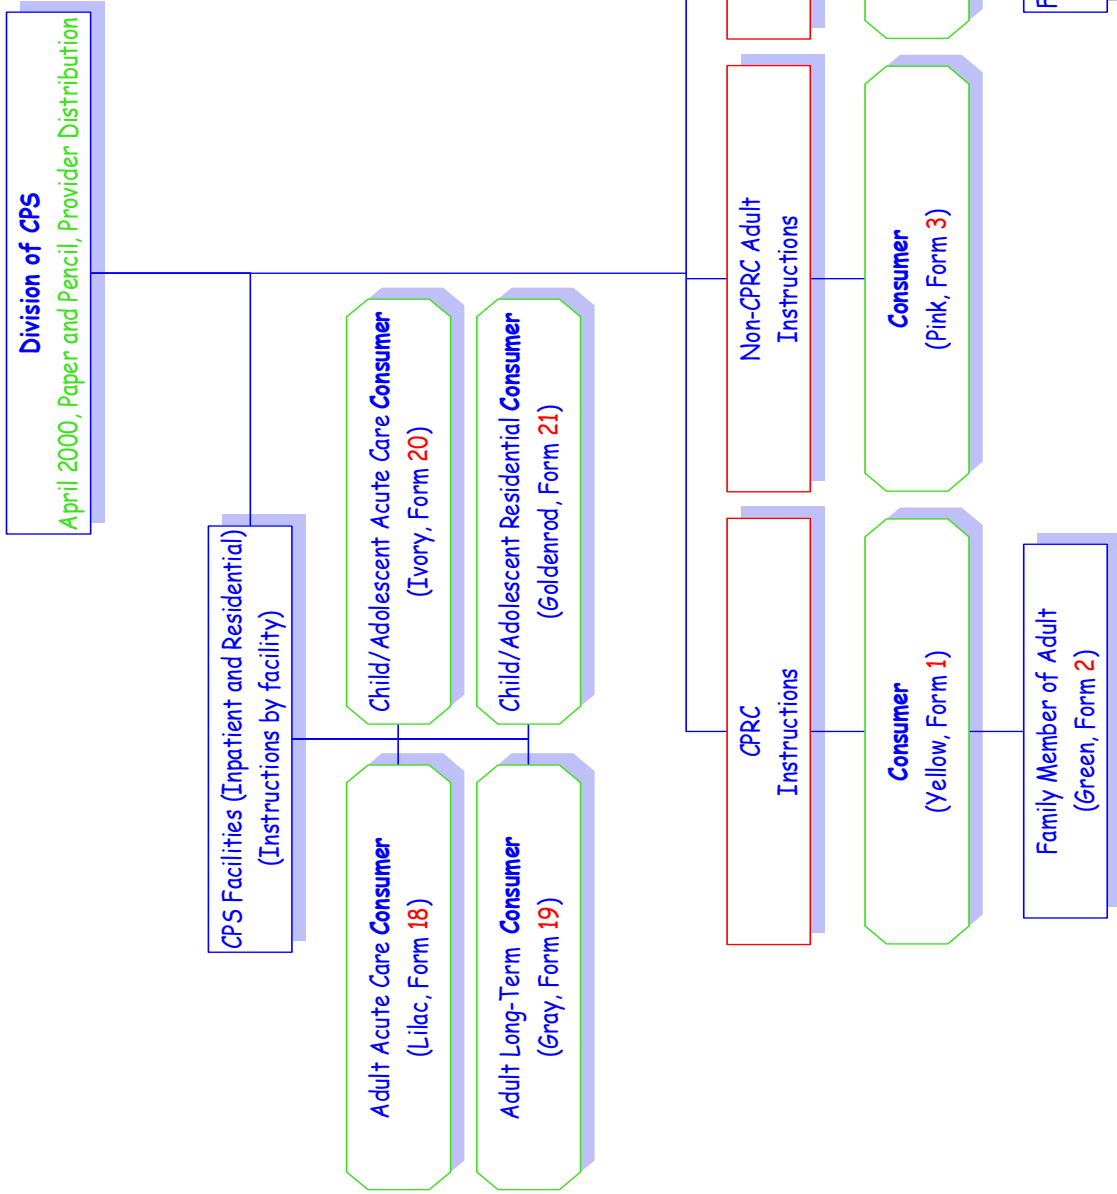 Division of CPS
April 2000, Paper and Pencil, Provider Distribution
CPS Facilities (Inpatient and Residential)
(Instructions by facility)
Adult Acute Care Consumer
(Lilac, Form 18)
Child/Adolescent Acute Care Consumer
(Ivory, Form 20)
Adult Long-Term Consumer
(Gray, Form 19)
Child/Adolescent Residential Consumer
(Goldenrod, Form 21)
CPRC
Instructions
Non-CPRC Adult
Instructions
Consumer
(Yellow, Form 1)
Consumer
(Pink, Form 3)
Family Member of Adult
(Green, Form 2)